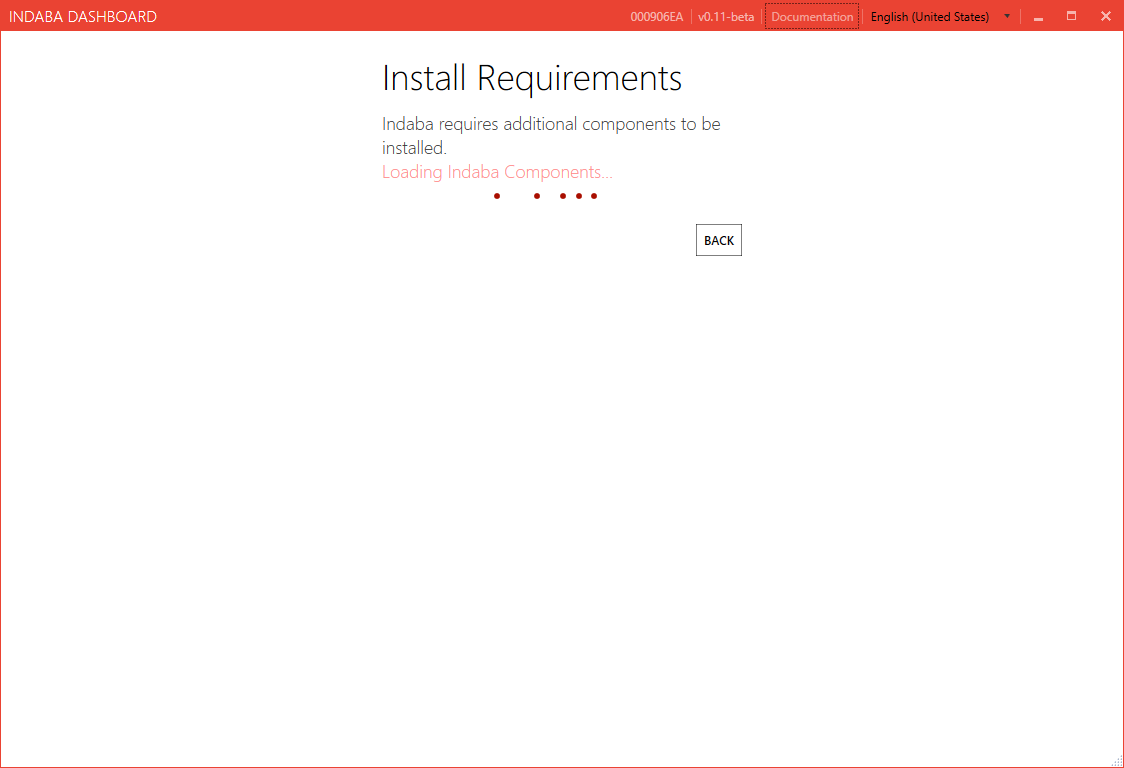 INDABA DASHBOARD
000906EA
v0.11-beta
Documentation
English (United States)
Install Requirements
Indaba requires additional components to be
installed.
Loading Indaba Components...
BACK